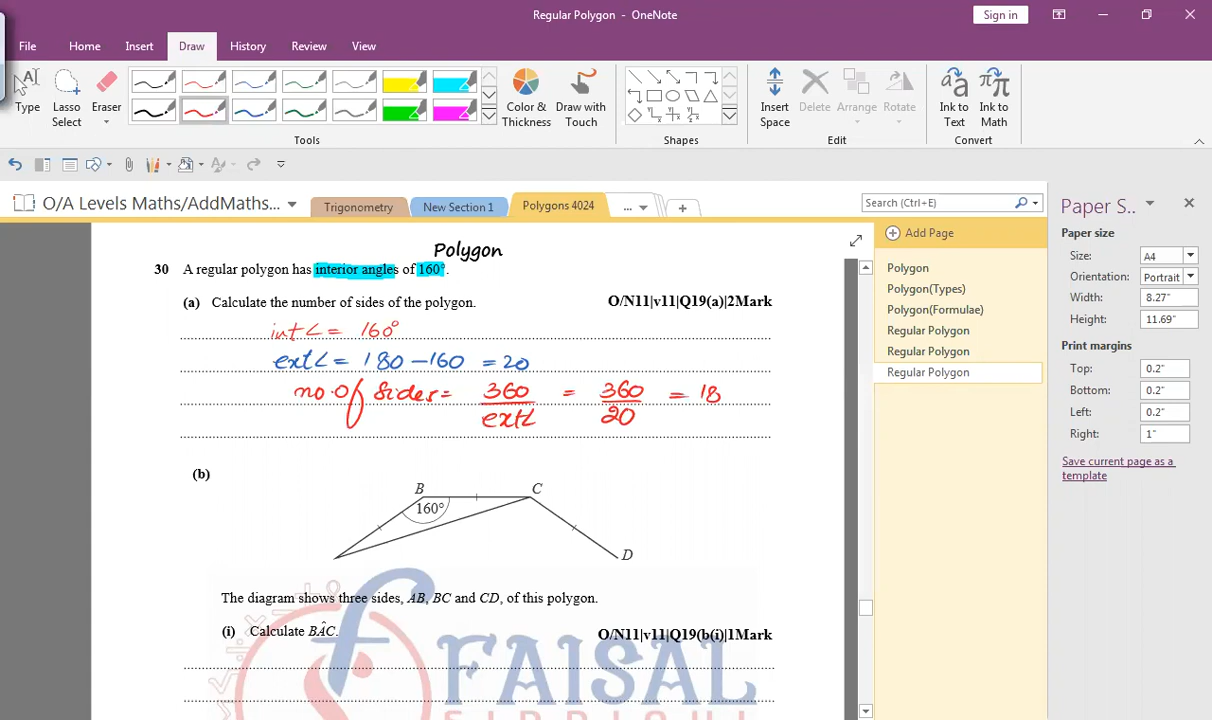 Regular Polygon - OneNote
Sign in
File Home Insert Draw History Review View
Type
Lasso Select
Eraser
Color & Thickness
Draw with Touch
Insert Space
Delete
Arrange
Rotate
Ink to Text
Ink to Math
Tools
Shapes
Edit
Convert
O/A Levels Maths/AddMaths...
Trigonometry
New Section 1
Polygons 4024
...
Search (Ctrl+E)
Paper S...
Add Page
Polygon
Polygon(Types)
Polygon(Formulae)
Regular Polygon
Regular Polygon
Regular Polygon
Paper size
Size: A4
Orientation: Portrait
Width: 8.27"
Height: 11.69"
Print margins
Top: 0.2"
Bottom: 0.2"
Left: 0.2"
Right: 1"
Save current page as a template
Polygon
30 A regular polygon has interior angles of 160°.
(a) Calculate the number of sides of the polygon. O/N11|v11|Q19(a)|2Mark
int∠ = 160°
ext∠ = 180 - 160 = 20
no. of sides = 360/ext∠ = 360/20 = 18
(b)
B C
160°
D
The diagram shows three sides, AB, BC and CD, of this polygon.
(i) Calculate BÂC. O/N11|v11|Q19(b(i)|1Mark
FAISAL